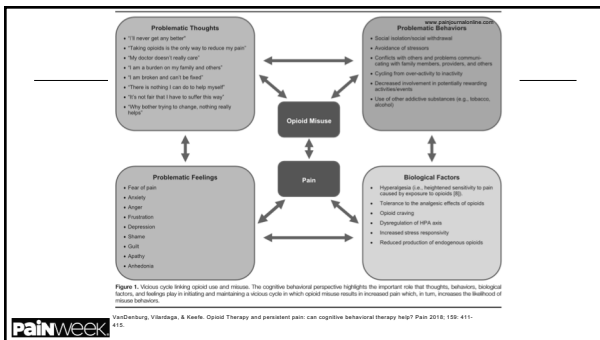 www.painjournalonline.com
Problematic Thoughts
• "I'll never get any better"
• "Taking opioids is the only way to reduce my pain"
• "My doctor doesn't really care"
• "I am a burden on my family and others"
• "I am broken and can't be fixed"
• "There is nothing I can do to help myself"
• "It's not fair that I have to suffer this way"
• "Why bother trying to change, nothing really
helps"
Problematic Behaviors
• Social isolation/social withdrawal
• Avoidance of stressors
• Conflicts with others and problems communi-
cating with family members, providers, and others
• Cycling from over-activity to inactivity
• Decreased involvement in potentially rewarding
activities/events
• Use of other addictive substances (e.g., tobacco,
alcohol)
Opioid Misuse
Pain
Problematic Feelings
• Fear of pain
• Anxiety
• Anger
• Frustration
• Depression
• Shame
• Guilt
• Apathy
• Anhedonia
Biological Factors
• Hyperalgesia (i.e., heightened sensitivity to pain
caused by exposure to opioids [8]).
• Tolerance to the analgesic effects of opioids
• Opioid craving
• Dysregulation of HPA axis
• Increased stress responsivity
• Reduced production of endogenous opioids
Figure 1. Vicious cycle linking opioid use and misuse. The cognitive behavioral perspective highlights the important role that thoughts, behaviors, biological
factors, and feelings play in initiating and maintaining a vicious cycle in which opioid misuse results in increased pain which, in turn, increases the likelihood of
misuse behaviors.
PainWeek.
VanDenburg, Vilardaga, & Keefe. Opioid Therapy and persistent pain: can cognitive behavioral therapy help? Pain 2018; 159: 411-
415.